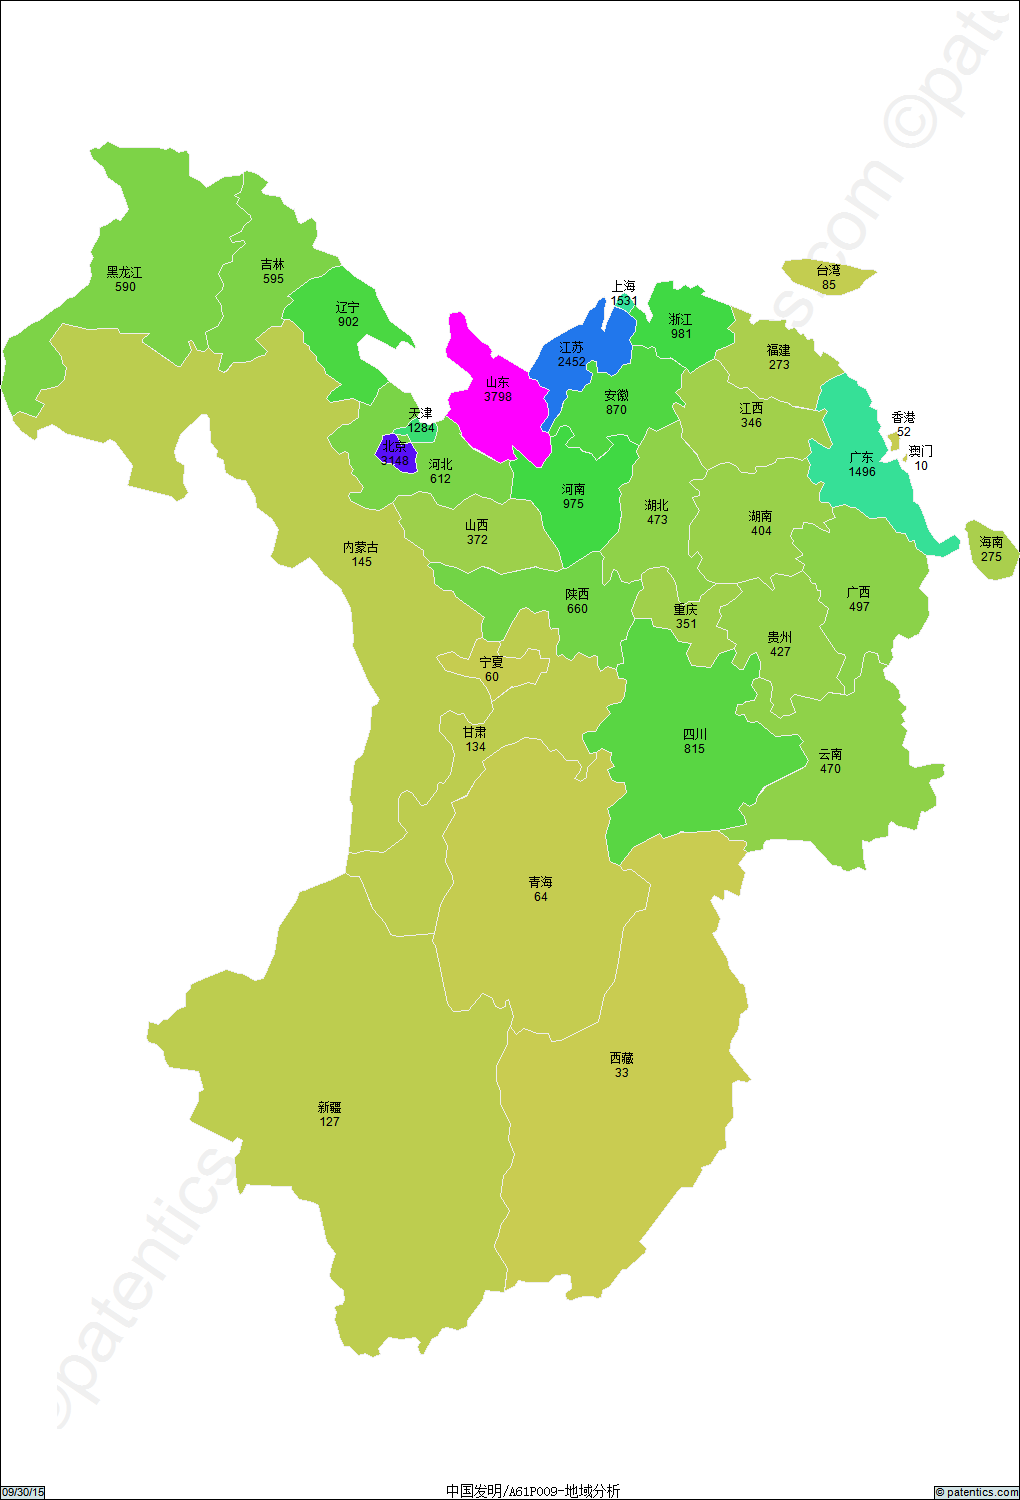 ©patentics.com ©patentics.com
黑龙江
590
吉林
595
辽宁
902
上海
1531
浙江
981
台湾
85
江苏
2452
山东
3798
安徽
870
福建
273
江西
346
天津
1284
北京
3148
河北
612
香港
52
澳门
10
广东
1496
河南
975
湖北
473
湖南
404
山西
372
海南
275
内蒙古
145
陕西
660
重庆
351
广西
497
贵州
427
宁夏
60
甘肃
134
四川
815
云南
470
青海
64
西藏
33
新疆
127
09/30/15
中国发明/A61P009-地域分析
© patentics.com